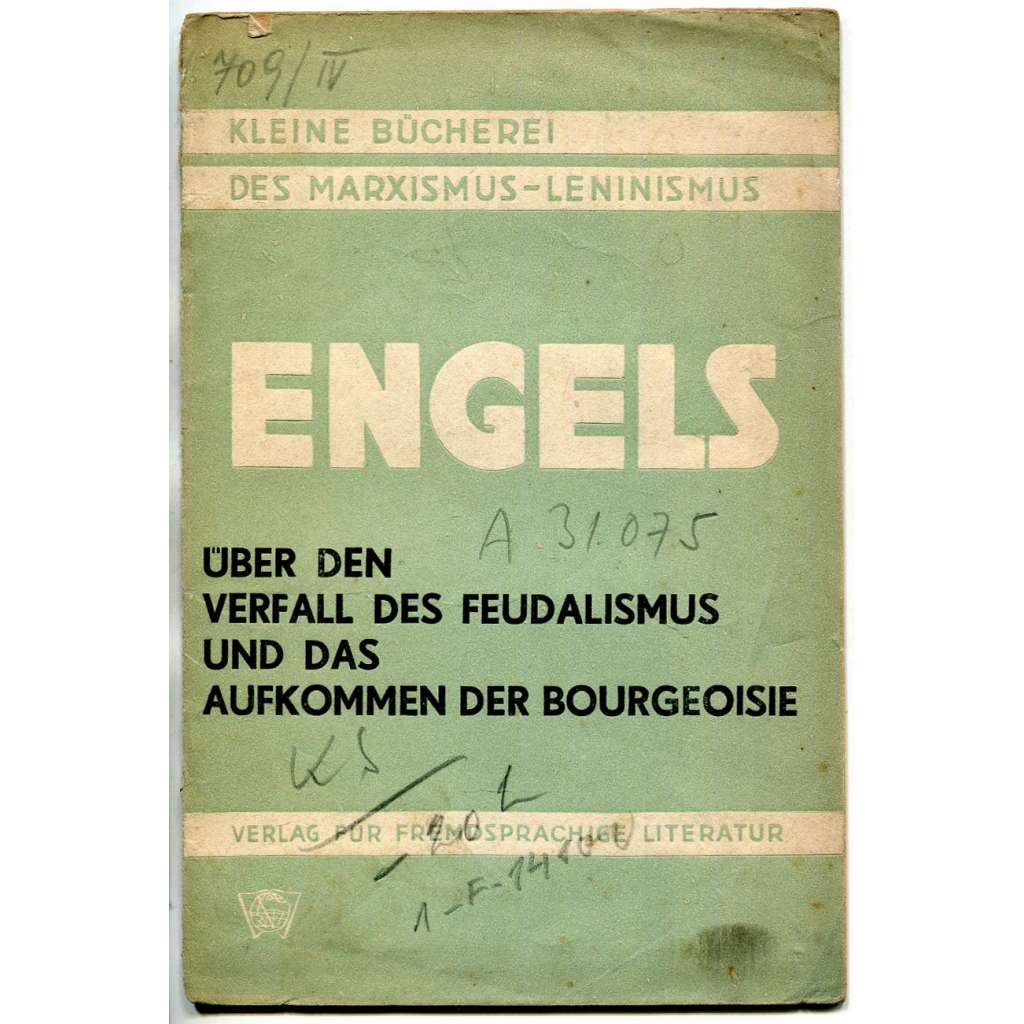 709/IV
KLEINE BÜCHEREI
DES MARXISMUS-LENINISMUS
ENGELS
A 31.075
ÜBER DEN
VERFALL DES FEUDALISMUS
UND DAS
AUFKOMMEN DER BOURGEOISIE
VERLAG FÜR FREMDSPRACHIGE LITERATUR